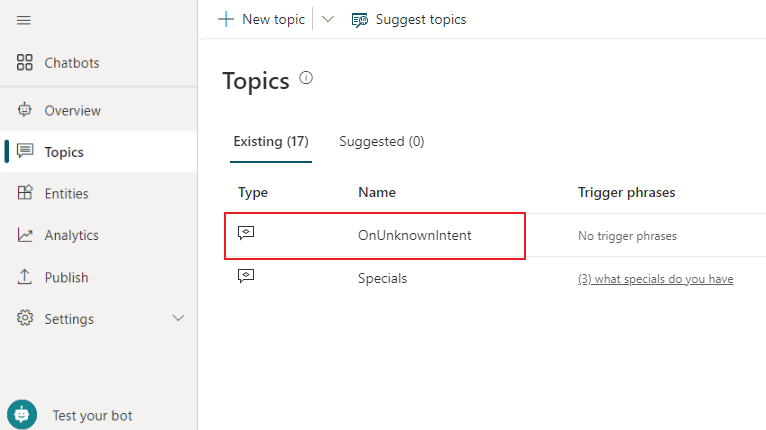 New topic
Suggest topics
Chatbots
Overview
Topics
Entities
Analytics
Publish
Settings
Test your bot
Topics
Existing (17)
Suggested (0)
Type Name Trigger phrases
OnUnknownIntent No trigger phrases
Specials (3) what specials do you have